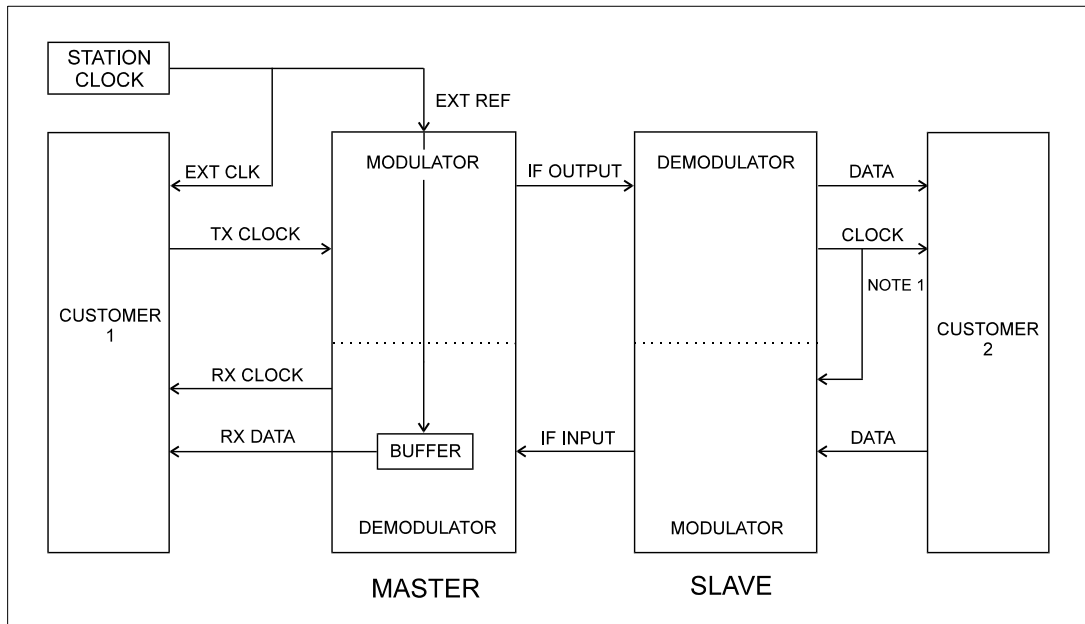 STATION
CLOCK
EXT REF
EXT CLK
MODULATOR
IF OUTPUT
DEMODULATOR
DATA
TX CLOCK
CLOCK
NOTE 1
CUSTOMER
1
CUSTOMER
2
RX CLOCK
RX DATA
BUFFER
IF INPUT
DATA
DEMODULATOR
MODULATOR
MASTER
SLAVE